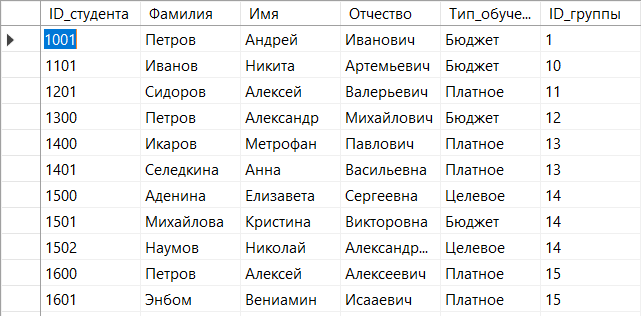 ID_студента Фамилия Имя Отчество Тип_обуче... ID_группы
1001 Петров Андрей Иванович Бюджет 1
1101 Иванов Никита Артемьевич Бюджет 10
1201 Сидоров Алексей Валерьевич Платное 11
1300 Петров Александр Михайлович Бюджет 12
1400 Икаров Метрофан Павлович Платное 13
1401 Селедкина Анна Васильевна Платное 13
1500 Аденина Елизавета Сергеевна Целевое 14
1501 Михайлова Кристина Викторовна Бюджет 14
1502 Наумов Николай Александр... Целевое 14
1600 Петров Алексей Алексеевич Платное 15
1601 Энбом Вениамин Исааевич Платное 15